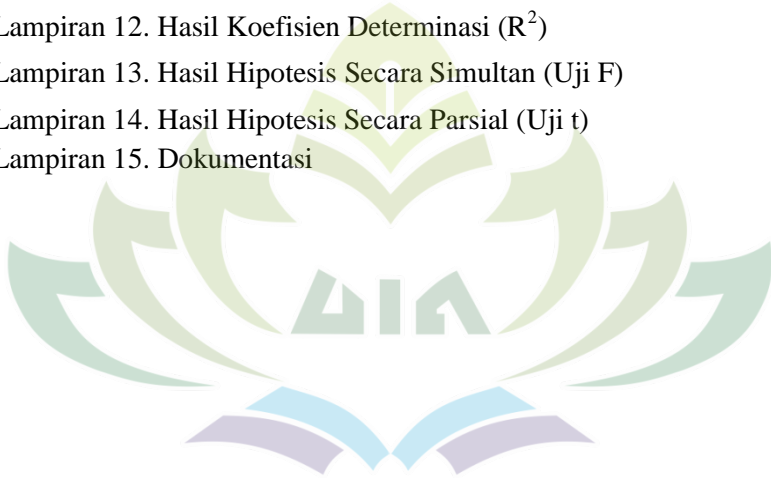 Lampiran 12. Hasil Koefisien Determinasi (R²)
Lampiran 13. Hasil Hipotesis Secara Simultan (Uji F)
Lampiran 14. Hasil Hipotesis Secara Parsial (Uji t)
Lampiran 15. Dokumentasi
UIN